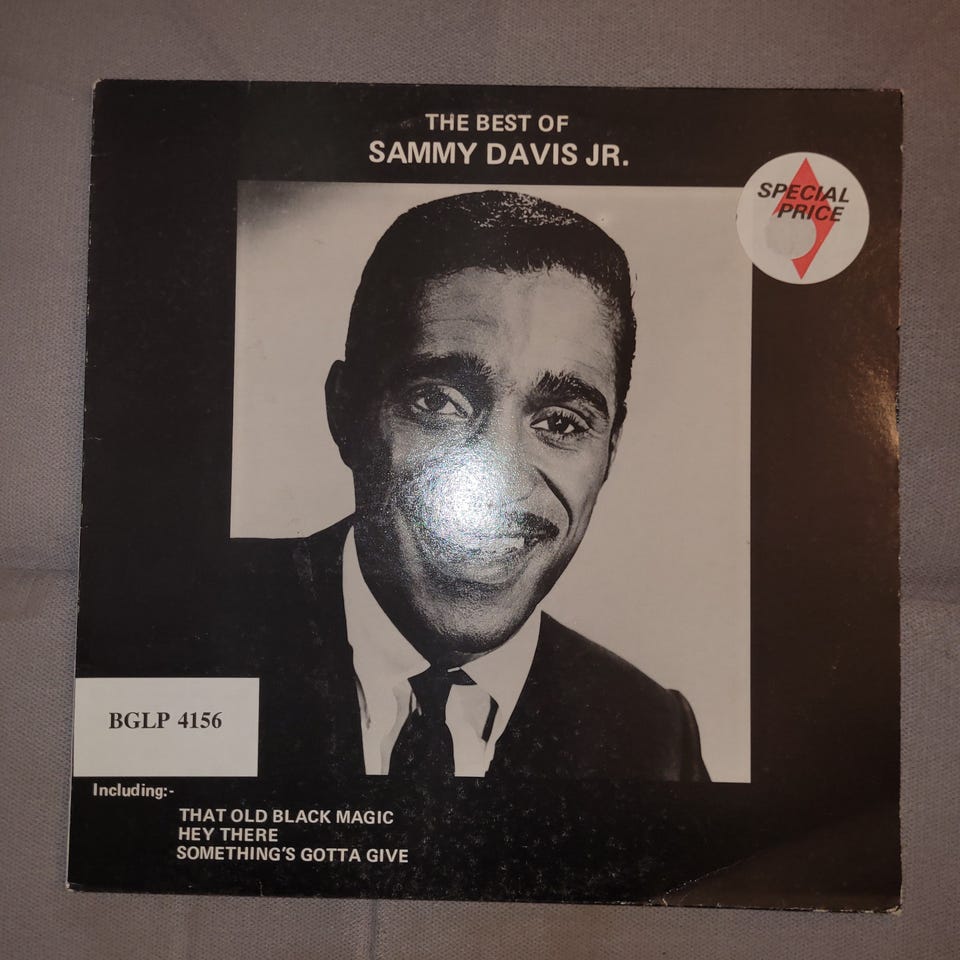 THE BEST OF
SAMMY DAVIS JR.
SPECIAL
PRICE
BGLP 4156
Including:-
THAT OLD BLACK MAGIC
HEY THERE
SOMETHING'S GOTTA GIVE